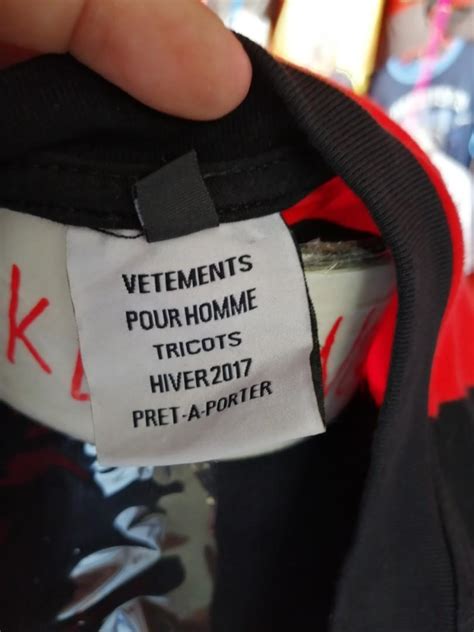 VETEMENTS
POUR HOMME
TRICOTS
HIVER 2017
PRET-A-PORTER